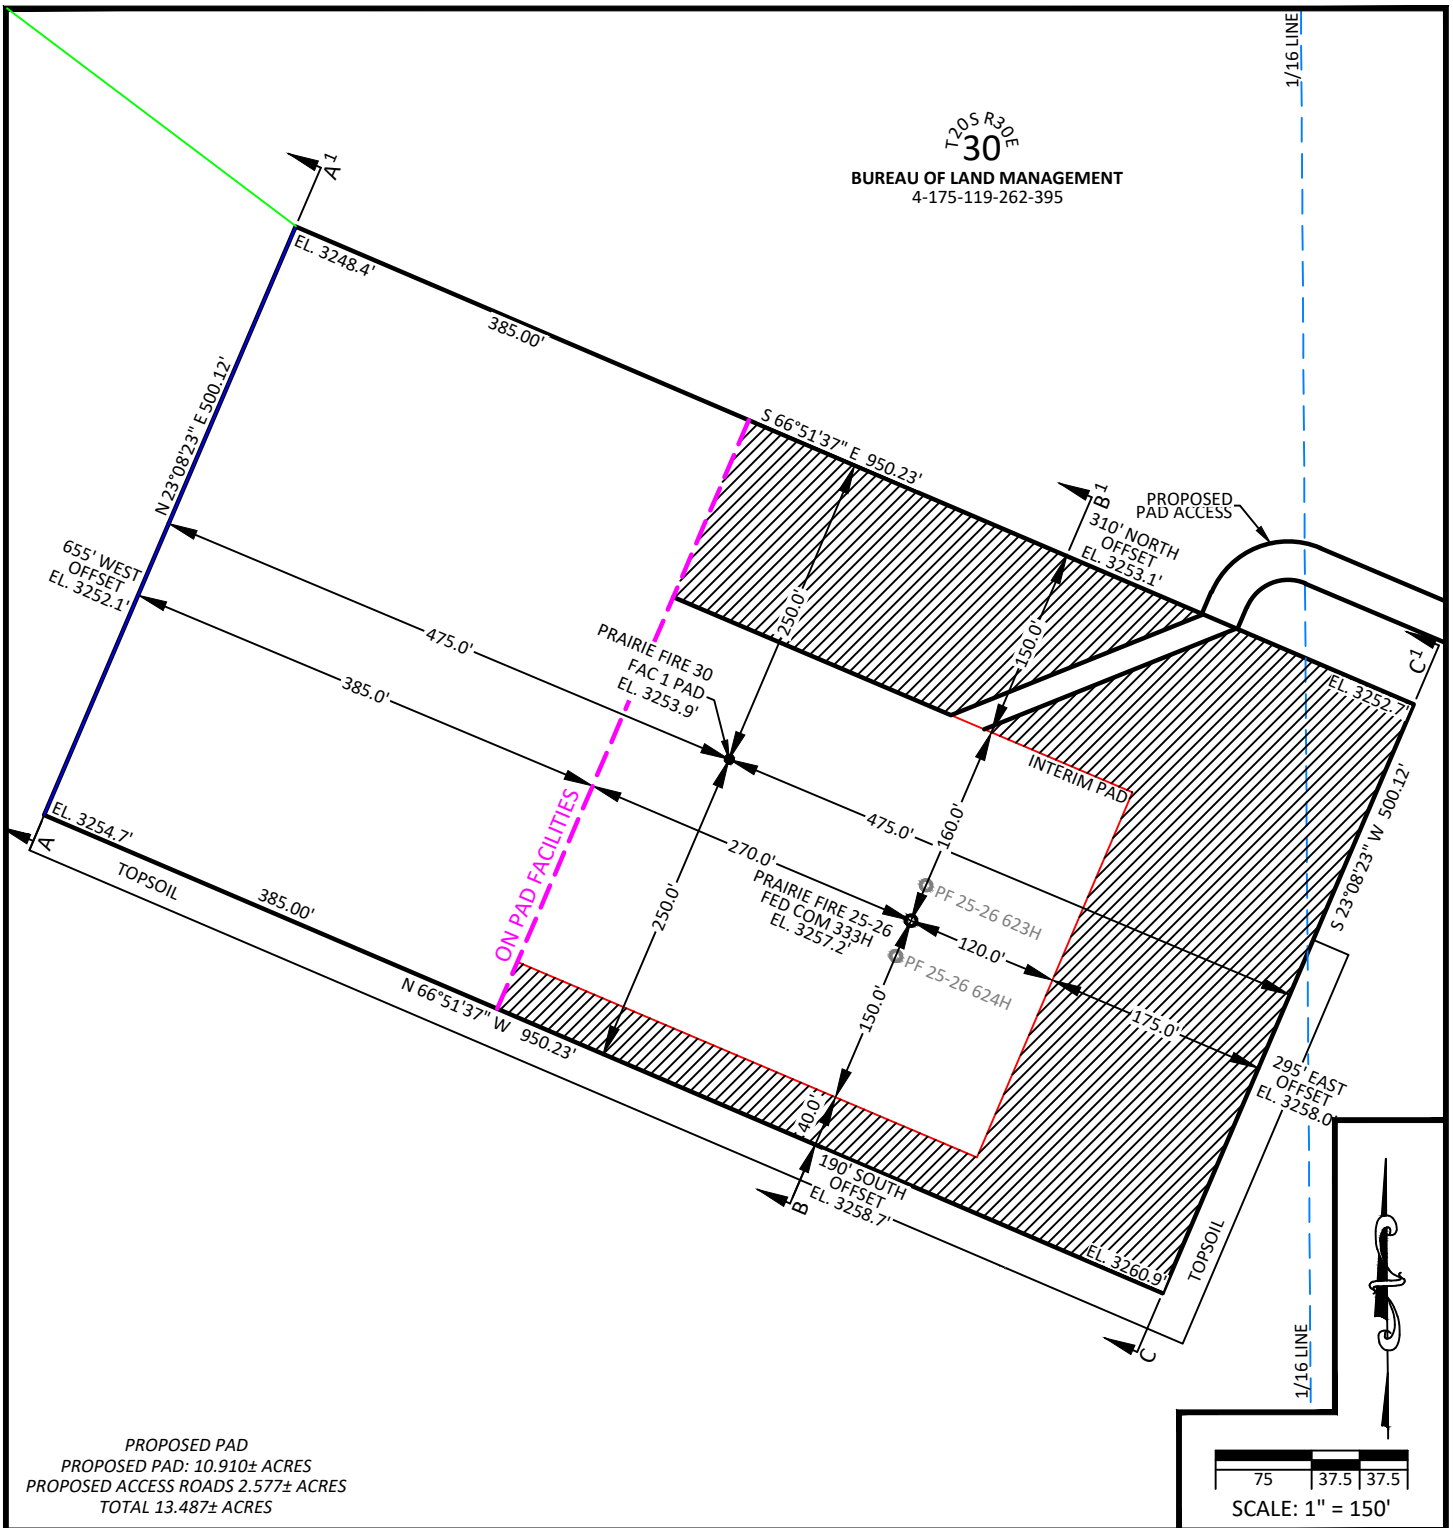 1/16 LINE
T20S R30E
30
BUREAU OF LAND MANAGEMENT
4-175-119-262-395
A1
EL. 3248.4'
385.00'
N 23°08'23" E 500.12'
S 66°51'37" E 950.23'
B1
310' NORTH
OFFSET
EL. 3253.1'
PROPOSED
PAD ACCESS
655' WEST
OFFSET
EL. 3252.1'
475.0'
385.0'
250.0'
150.0'
PRAIRIE FIRE 30
FAC 1 PAD
EL. 3253.9'
C1
EL. 3252.7'
INTERIM PAD
S 23°08'23" W 500.12'
EL. 3254.7'
A
TOPSOIL
385.00'
ON PAD FACILITIES
270.0'
475.0'
160.0'
PRAIRIE FIRE 25-26
FED COM 333H
EL. 3257.2'
PF 25-26 623H
PF 25-26 624H
120.0'
250.0'
150.0'
175.0'
N 66°51'37" W 950.23'
295' EAST
OFFSET
EL. 3258.0'
40.0'
B
190' SOUTH
OFFSET
EL. 3258.7'
EL. 3260.9'
TOPSOIL
C
1/16 LINE
PROPOSED PAD
PROPOSED PAD: 10.910± ACRES
PROPOSED ACCESS ROADS 2.577± ACRES
TOTAL 13.487± ACRES
75 37.5 37.5
SCALE: 1" = 150'